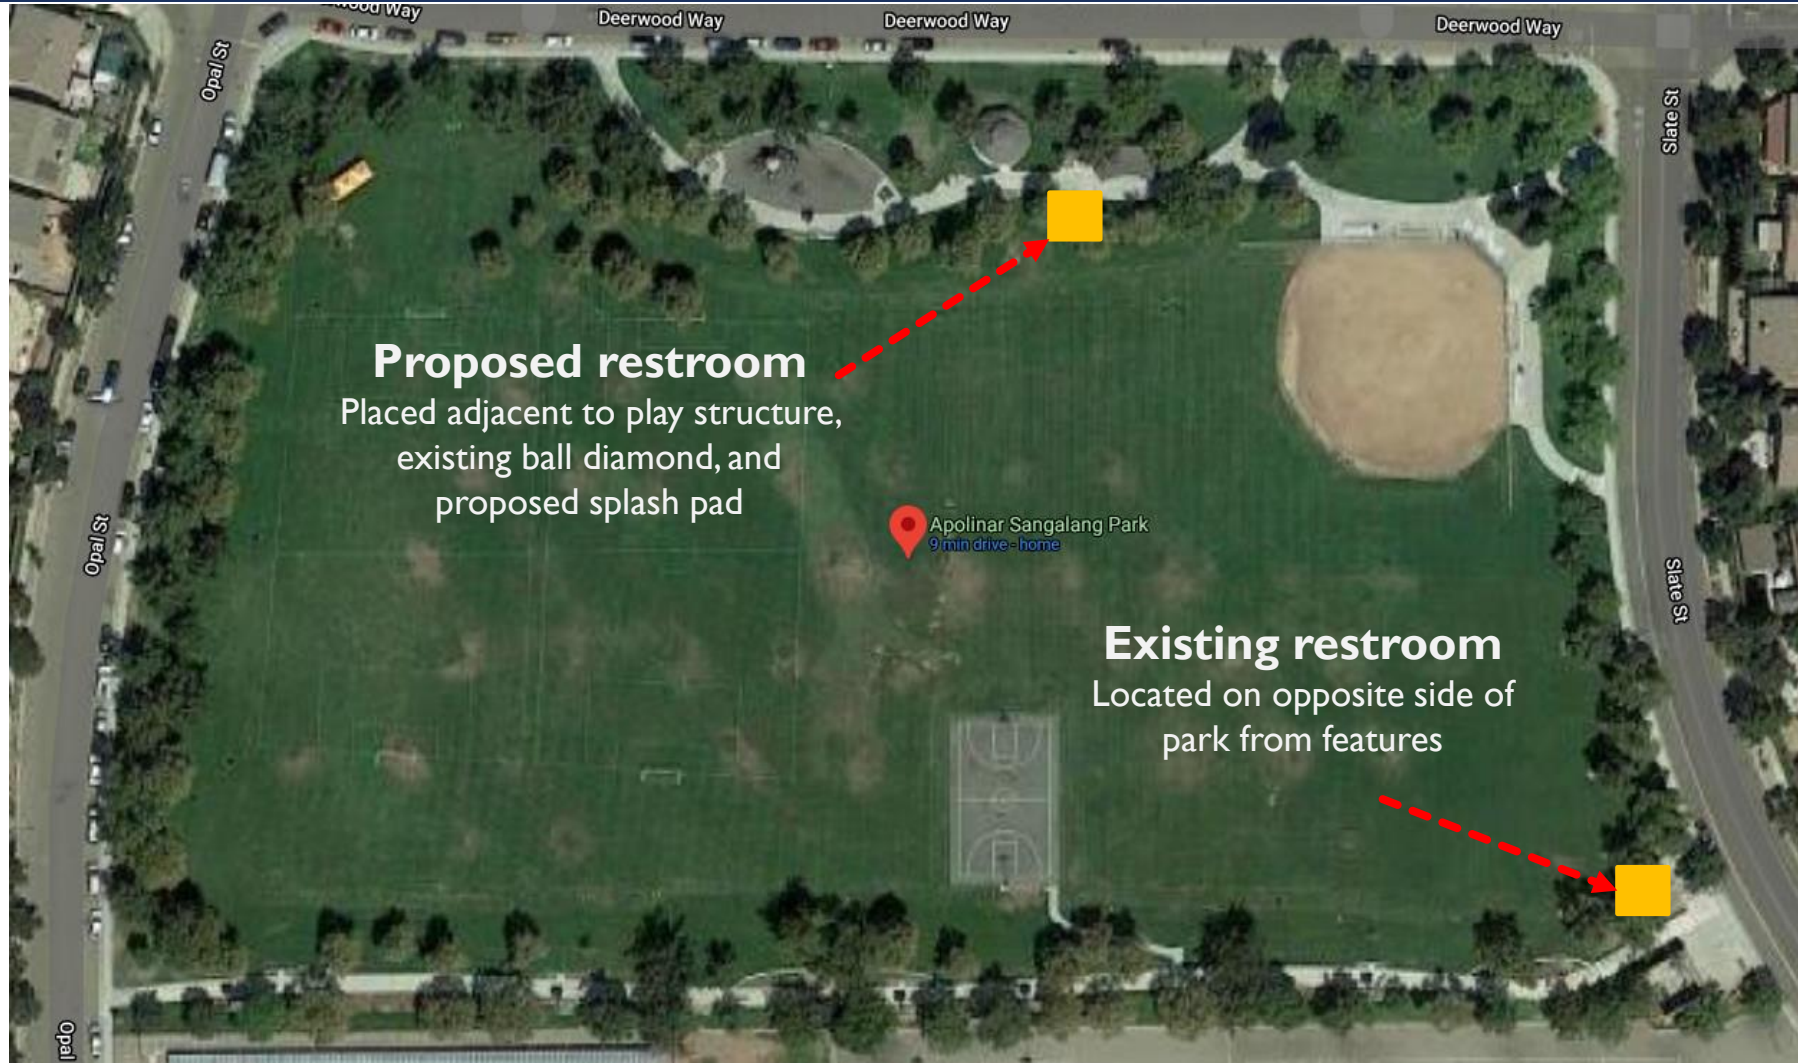 Deerwood Way
Deerwood Way
Deerwood Way
Opal St
Slate St
Proposed restroom
Placed adjacent to play structure,
existing ball diamond, and
proposed splash pad
Apolinar Sangalang Park
9 min drive - home
Opal St
Slate St
Existing restroom
Located on opposite side of
park from features
Opal